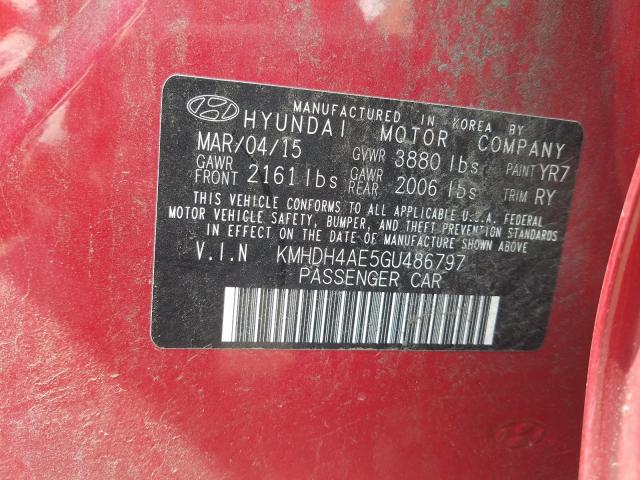 MANUFACTURED IN KOREA BY
HYUNDAI MOTOR COMPANY
MAR/04/15 GVWR 3880 lbs PAINT YR7
GAWR FRONT 2161 lbs GAWR REAR 2006 lbs TRIM RY
THIS VEHICLE CONFORMS TO ALL APPLICABLE U.S.A. FEDERAL
MOTOR VEHICLE SAFETY, BUMPER, AND THEFT PREVENTION STANDARDS
IN EFFECT ON THE DATE OF MANUFACTURE SHOWN ABOVE.
V.I.N KMHDH4AE5GU486797
PASSENGER CAR